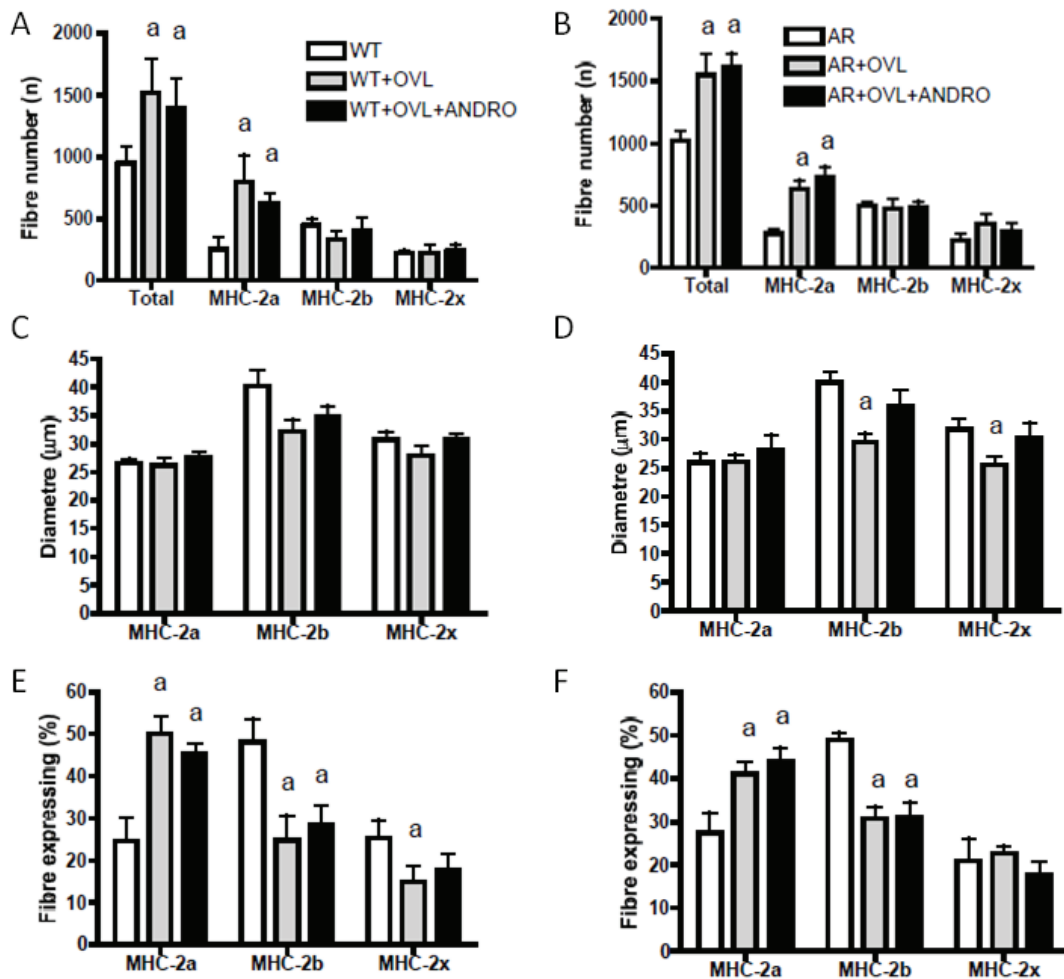 A
Fibre number (n)
2000
1500
1000
500
0
a a
a
a
WT
WT+OVL
WT+OVL+ANDRO
Total MHC-2a MHC-2b MHC-2x
B
Fibre number (n)
2000
1500
1000
500
0
a a
a a
AR
AR+OVL
AR+OVL+ANDRO
Total MHC-2a MHC-2b MHC-2x
C
Diametre (µm)
45
40
35
30
25
20
15
10
5
0
MHC-2a MHC-2b MHC-2x
D
Diametre (µm)
45
40
35
30
25
20
15
10
5
0
a a
MHC-2a MHC-2b MHC-2x
E
Fibre expressing (%)
60
50
40
30
20
10
0
a
a
a a
a
MHC-2a MHC-2b MHC-2x
F
Fibre expressing (%)
60
50
40
30
20
10
0
a a
a a
MHC-2a MHC-2b MHC-2x